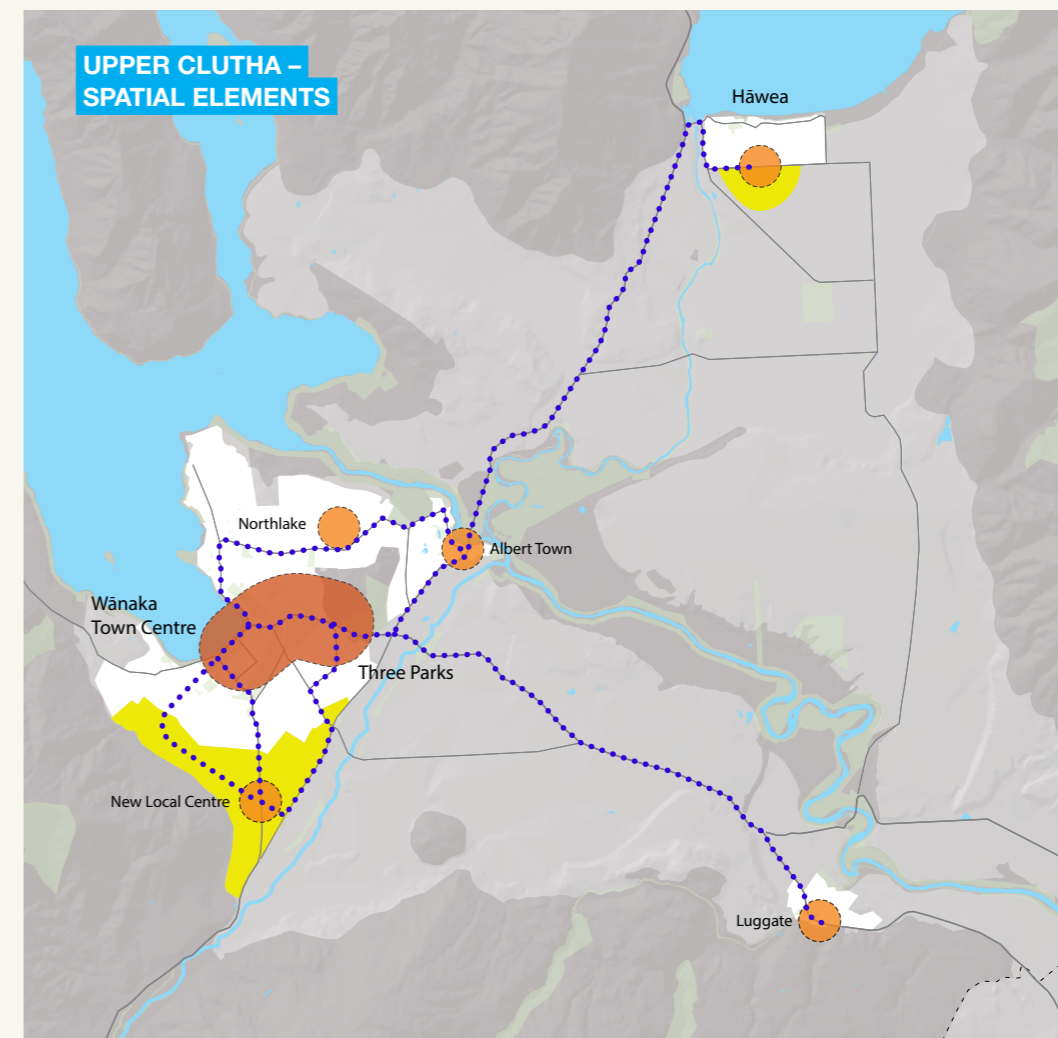 UPPER CLUTHA –
SPATIAL ELEMENTS
Hāwea
Northlake
Albert Town
Wānaka
Town Centre
Three Parks
New Local Centre
Luggate